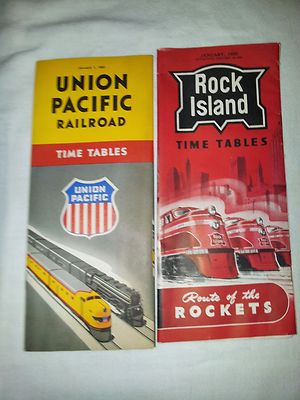 UNION
PACIFIC
RAILROAD
TIME TABLES
UNION
PACIFIC
Rock
Island
TIME TABLES
Route of the
ROCKETS